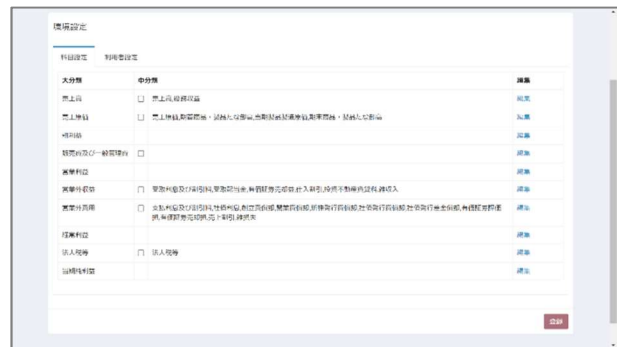 環境設定
科目設定 利用者設定
大分類 中分類 編集
売上高 売上高,役務収益 編集
売上原価 売上原価,期首商品・製品たな卸高,当期製品製造原価,期末商品・製品たな卸高 編集
粗利益 編集
販売費及び一般管理費
営業利益 編集
営業外収益 受取利息及び割引料,受取配当金,有価証券売却益,仕入割引,投資不動産賃貸料,雑収入 編集
営業外費用 支払利息及び割引料,社債利息,創立費償却,開業費償却,新株発行費償却,社債発行費償却,社債発行差金償却,有価証券評価
損,有価証券売却損,売上割引,雑損失 編集
経常利益 編集
法人税等 法人税等 編集
当期純利益 編集
登録